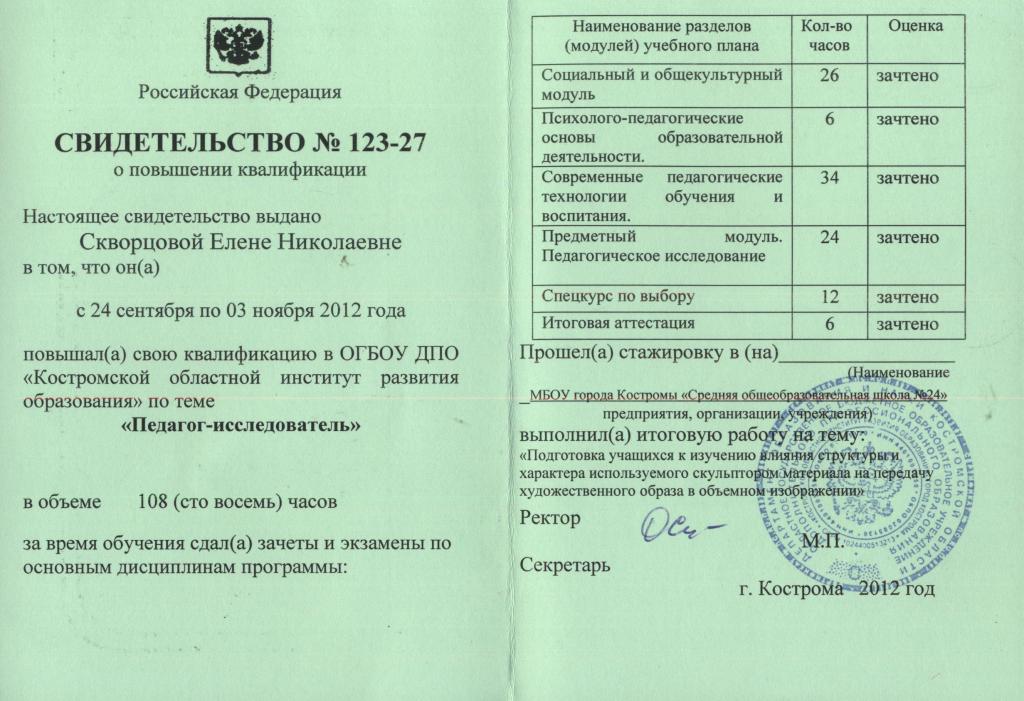 Российская Федерация
СВИДЕТЕЛЬСТВО № 123-27
о повышении квалификации
Настоящее свидетельство выдано
Скворцовой Елене Николаевне
в том, что он(а)
с 24 сентября по 03 ноября 2012 года
повышал(а) свою квалификацию в ОГБОУ ДПО
«Костромской областной институт развития
образования» по теме
«Педагог-исследователь»
в объеме 108 (сто восемь) часов
за время обучения сдал(а) зачеты и экзамены по
основным дисциплинам программы:
Наименование разделов
(модулей) учебного плана
Кол-во
часов
Оценка
Социальный и общекультурный
модуль
26
зачтено
Психолого-педагогические
основы образовательной
деятельности.
6
зачтено
Современные педагогические
технологии обучения и
воспитания.
34
зачтено
Предметный модуль.
Педагогическое исследование
24
зачтено
Спецкурс по выбору
12
зачтено
Итоговая аттестация
6
зачтено
Прошел(а) стажировку в (на)
(Наименование
МБОУ города Костромы «Средняя общеобразовательная школа №24»
предприятия, организации, учреждения)
выполнил(а) итоговую работу на тему:
«Подготовка учащихся к изучению влияния структуры и
характера используемого скульптором материала на передачу
художественного образа в объемном изображении»
Ректор
М.П.
Секретарь
г. Кострома 2012 год